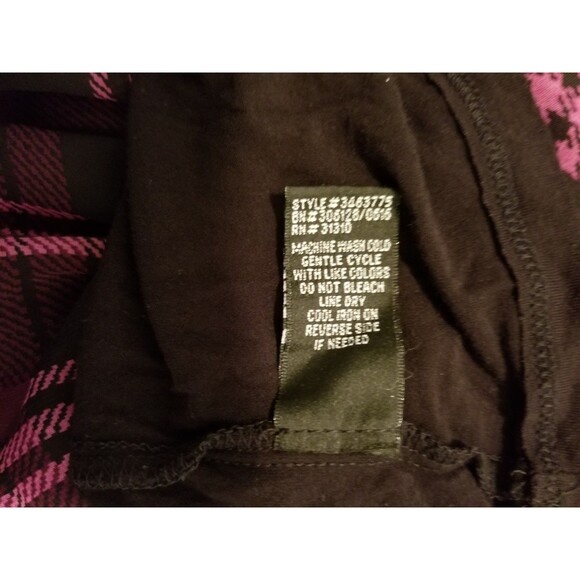 STYLE#3463775
BN#306128/0616
RN#31310
MACHINE WASH COLD
GENTLE CYCLE
WITH LIKE COLORS
DO NOT BLEACH
LINE DRY
COOL IRON ON
REVERSE SIDE
IF NEEDED